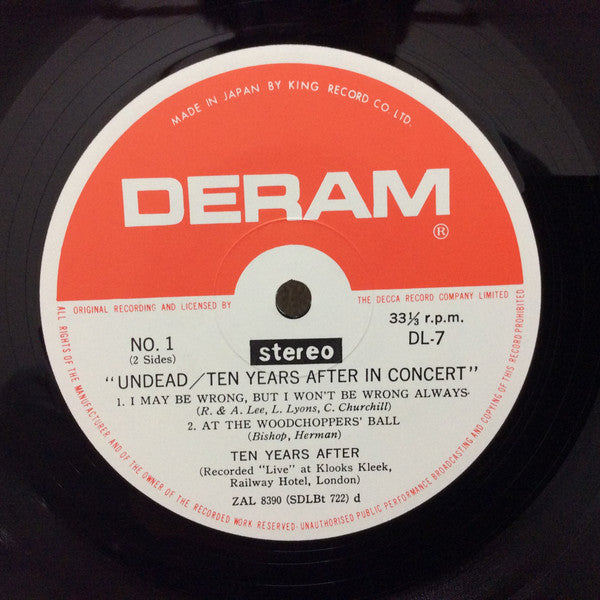 MADE IN JAPAN BY KING RECORD CO. LTD.
DERAM
®
ORIGINAL RECORDING AND LICENSED BY THE DECCA RECORD COMPANY LIMITED
NO. 1
(2 Sides)
stereo
33⅓ r.p.m.
DL-7
"UNDEAD/TEN YEARS AFTER IN CONCERT"
1. I MAY BE WRONG, BUT I WON'T BE WRONG ALWAYS.
(R. & A. Lee, L. Lyons, C. Churchill)
2. AT THE WOODCHOPPERS' BALL
(Bishop, Herman)
TEN YEARS AFTER
(Recorded "Live" at Klooks Kleek,
Railway Hotel, London)
ZAL 8390 (SDLBt 722) d
ALL RIGHTS OF THE MANUFACTURER AND OF THE OWNER OF THE RECORDED WORK RESERVED·UNAUTHORISED PUBLIC PERFORMANCE BROADCASTING AND COPYING OF THIS RECORD PROHIBITED